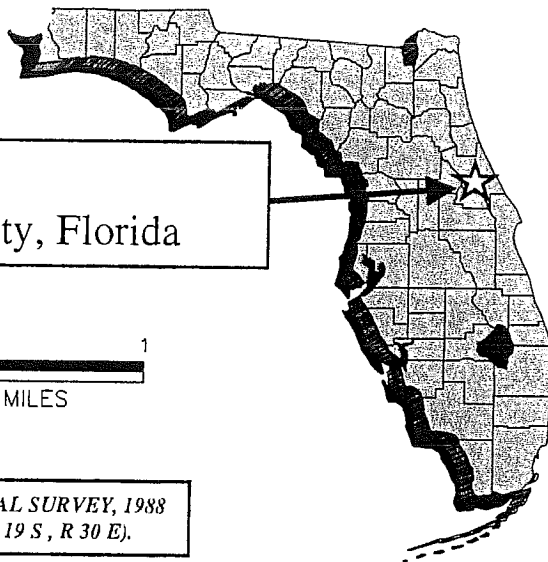 ty, Florida
1
MILES
AL SURVEY, 1988
19 S , R 30 E).